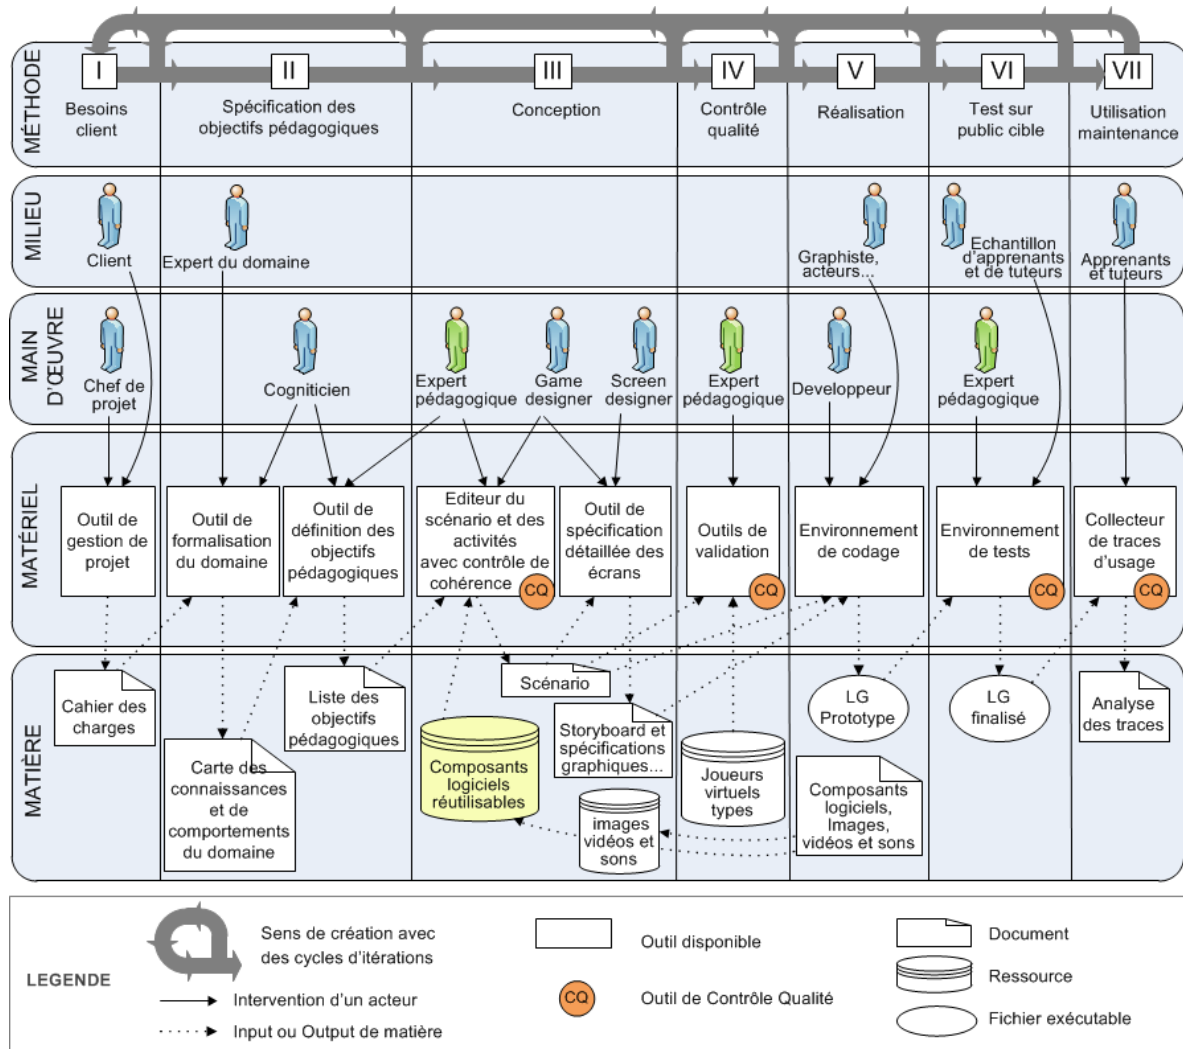 MÉTHODE
I
II
III
IV
V
VI
VII
Besoins
client
Spécification des
objectifs pédagogiques
Conception
Contrôle
qualité
Réalisation
Test sur
public cible
Utilisation
maintenance
MILIEU
Client
Expert du domaine
Graphiste,
acteurs...
Echantillon
d'apprenants
et de tuteurs
Apprenants
et tuteurs
MAIN
D'ŒUVRE
Chef de
projet
Cogniticien
Expert
pédagogique
Game
designer
Screen
designer
Expert
pédagogique
Developpeur
Expert
pédagogique
MATÉRIEL
Outil de
gestion de
projet
Outil de
formalisation
du domaine
Outil de
définition des
objectifs
pédagogiques
Editeur du
scénario et des
activités
avec contrôle de
cohérence
CQ
Outil de
spécification
détaillée des
écrans
Outils de
validation
CQ
Environnement
de codage
Environnement
de tests
CQ
Collecteur
de traces
d'usage
CQ
MATIÈRE
Cahier des
charges
Carte des
connaissances
et de
comportements
du domaine
Liste des
objectifs
pédagogiques
Scénario
Composants
logiciels
réutilisables
Storyboard et
spécifications
graphiques...
images
vidéos et
sons
Joueurs
virtuels
types
LG
Prototype
Composants
logiciels,
Images,
vidéos et sons
LG
finalisé
Analyse
des traces
LEGENDE
Sens de création avec
des cycles d'itérations
Intervention d'un acteur
Input ou Output de matière
Outil disponible
CQ
Outil de Contrôle Qualité
Document
Ressource
Fichier exécutable